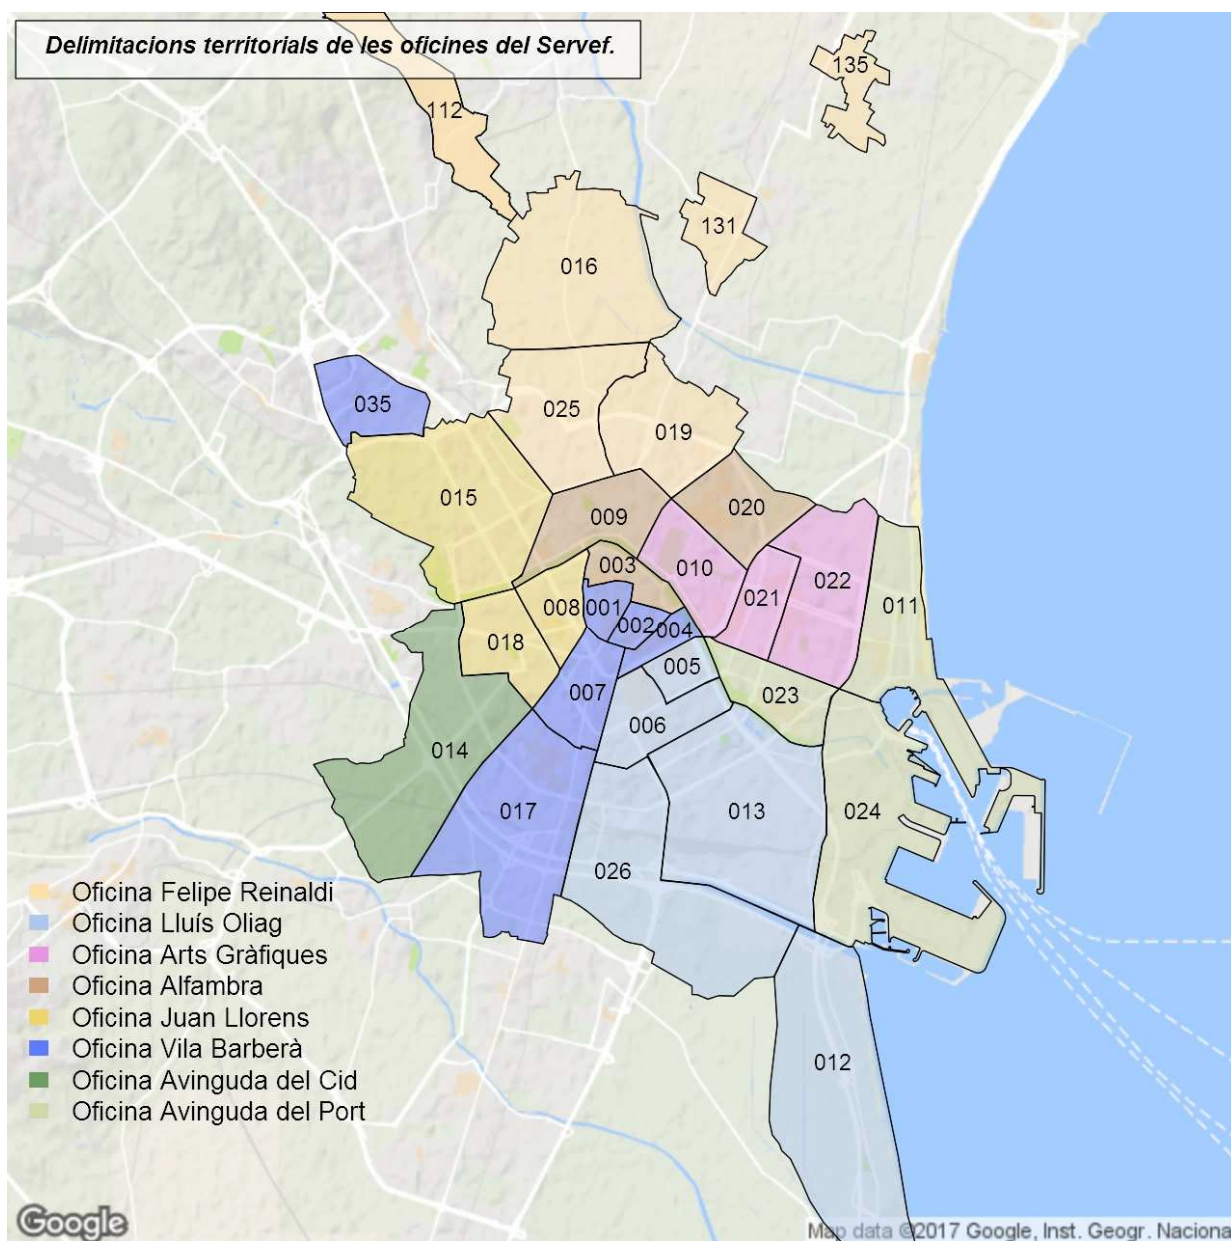 Delimitacions territorials de les oficines del Servef.
135
112
131
016
035
025
019
015
009
020
003
010
022
011
021
008
001
002
004
018
005
007
023
006
014
017
013
024
026
012
Oficina Felipe Reinaldi
Oficina Lluís Oliag
Oficina Arts Gràfiques
Oficina Alfambra
Oficina Juan Llorens
Oficina Vila Barberà
Oficina Avinguda del Cid
Oficina Avinguda del Port
Google
Map data ©2017 Google, Inst. Geogr. Naciona